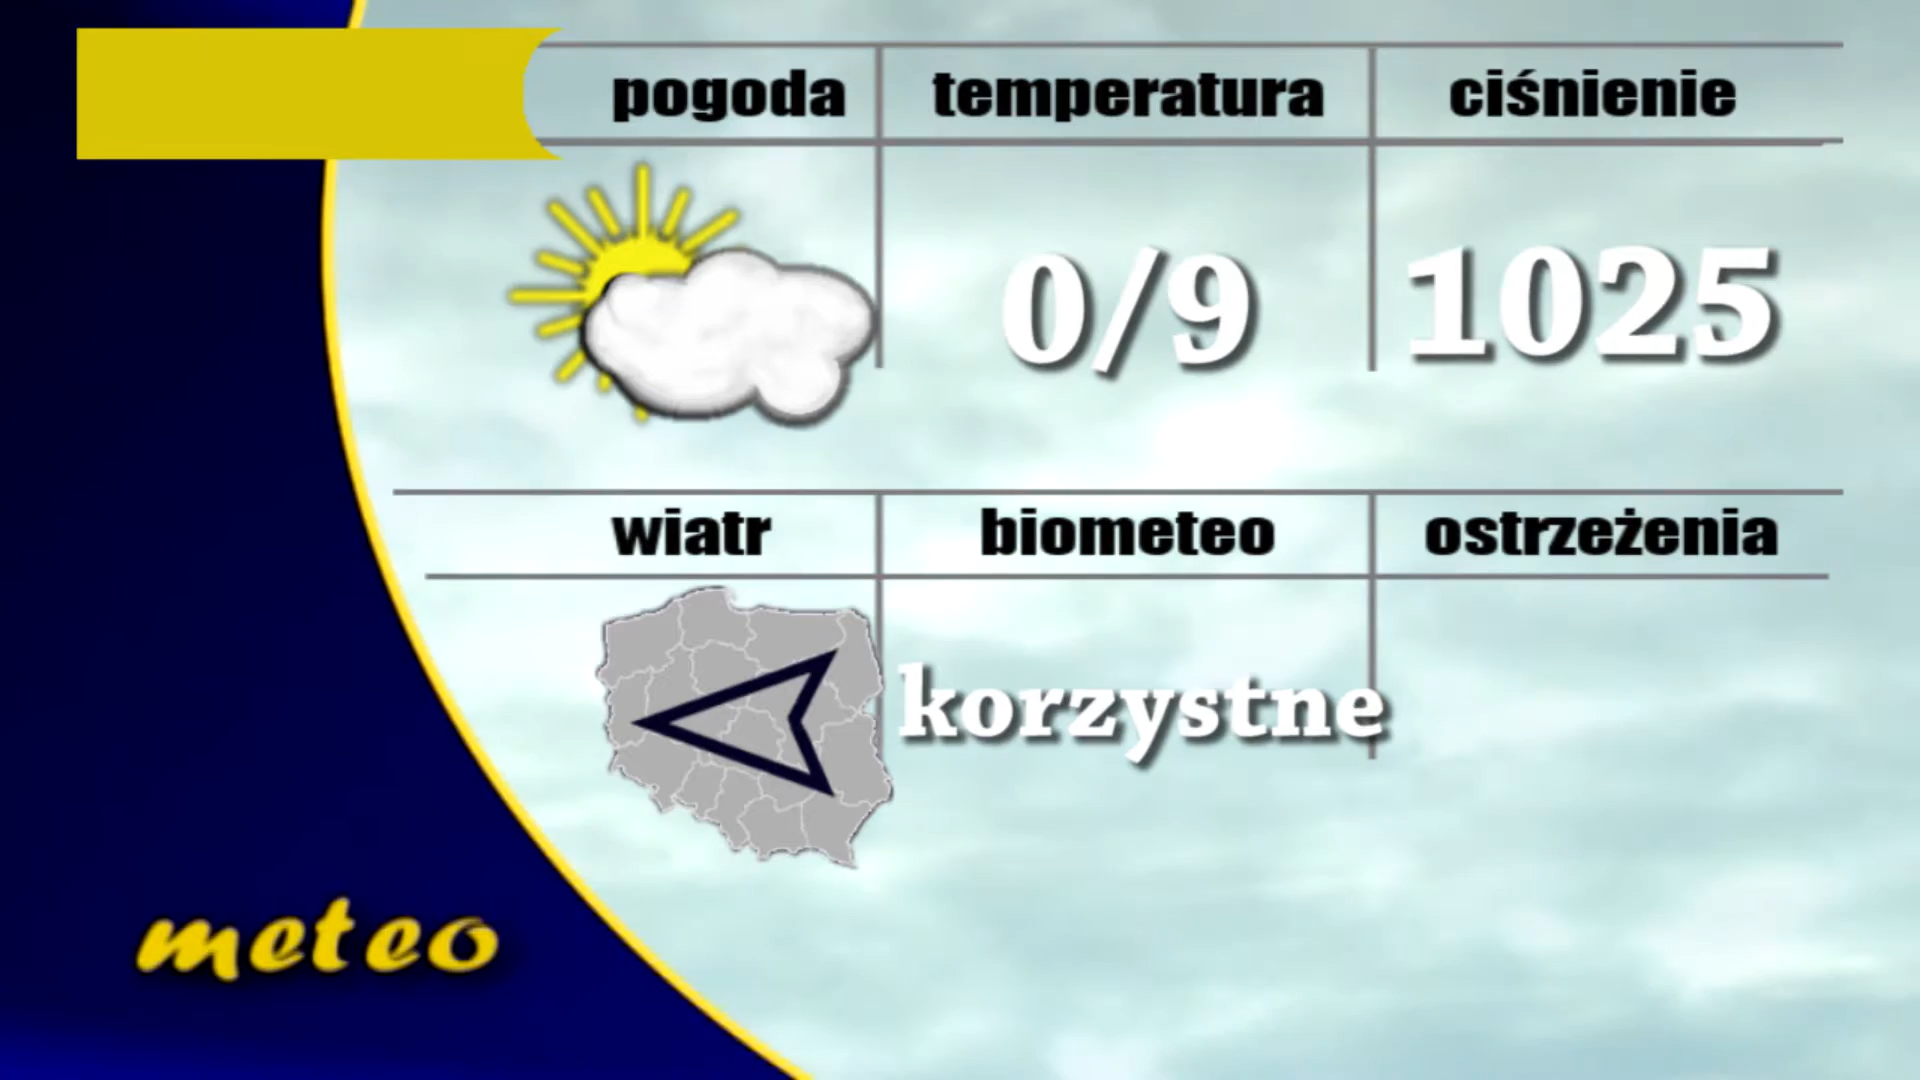 pogoda temperatura ciśnienie
0/9 1025
wiatr biometeo ostrzeżenia
korzystne
meteo